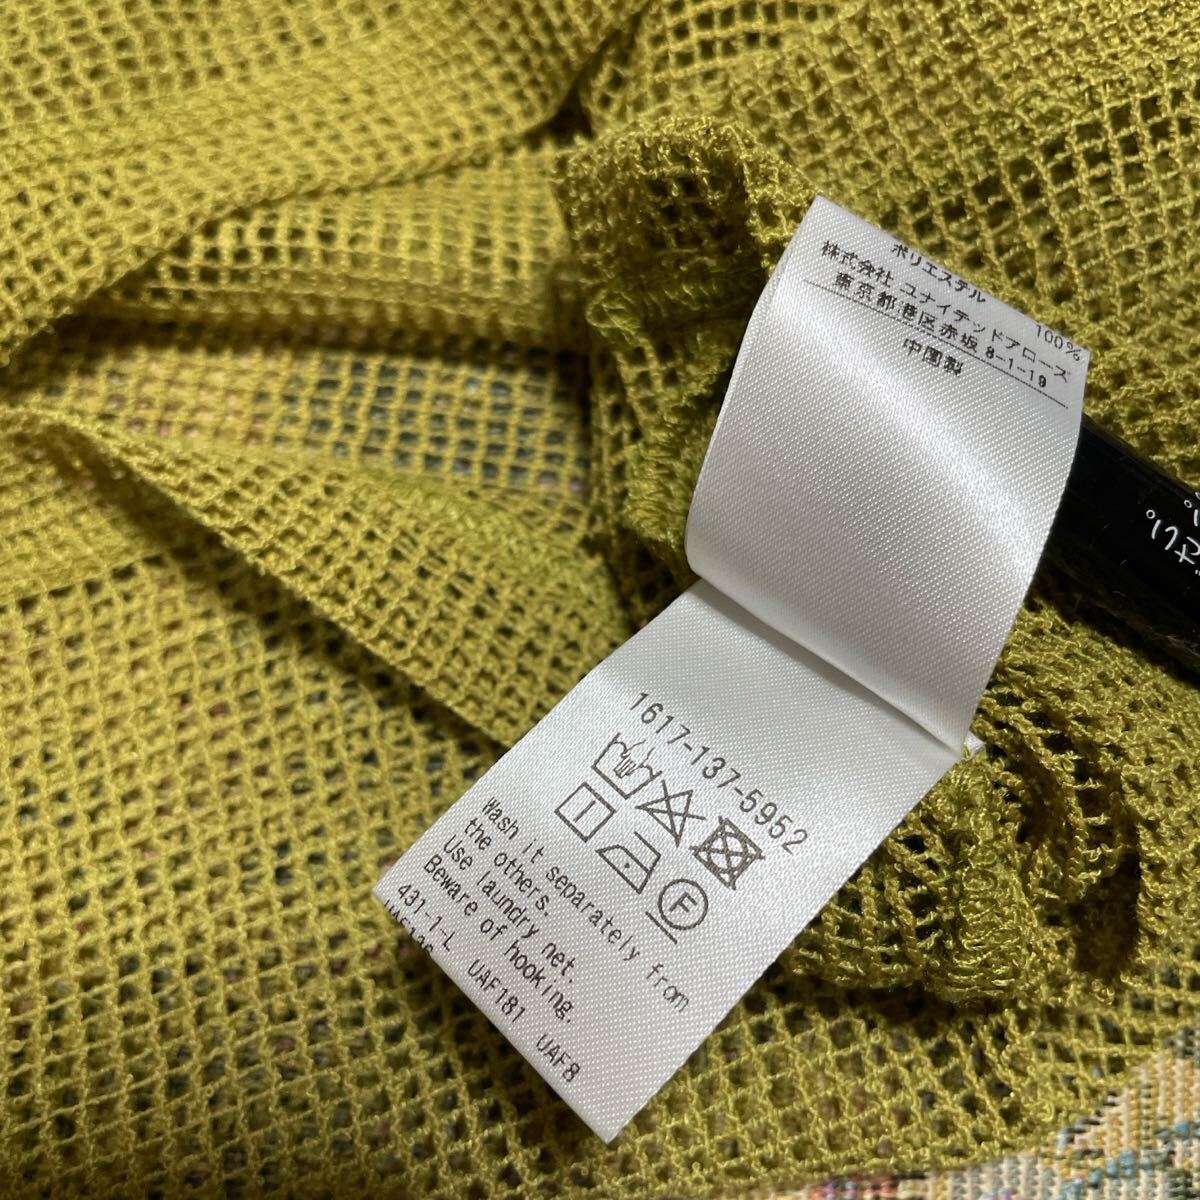 ポリエステル 100%
株式会社 ユナイテッドアローズ
東京都港区赤坂 8-1-19
中国製
1617-137-5952
F
Wash it separately from
the others.
Use laundry net.
Beware of hooking.
431-1-L UAF181 UAF8